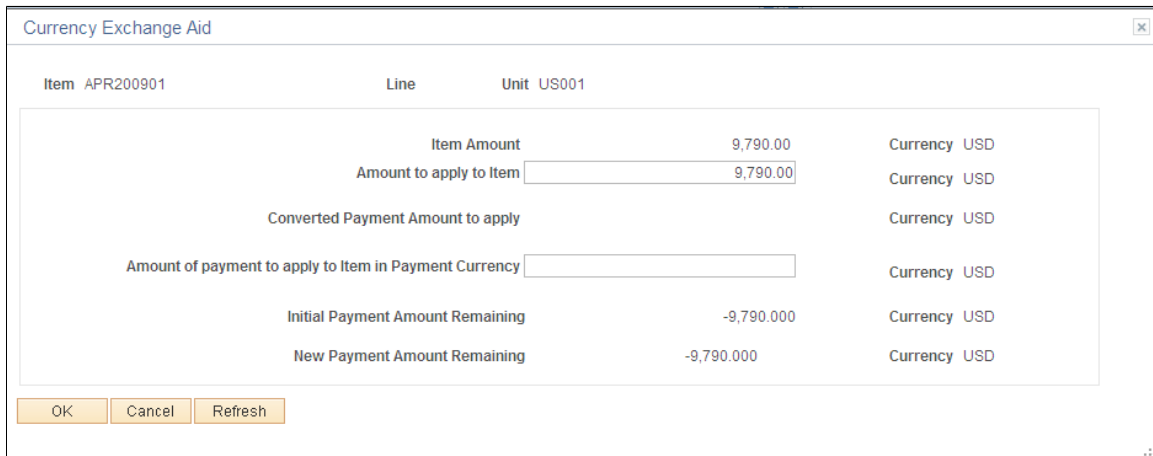 Currency Exchange Aid
Item APR200901 Line Unit US001
Item Amount 9,790.00 Currency USD
Amount to apply to Item 9,790.00 Currency USD
Converted Payment Amount to apply Currency USD
Amount of payment to apply to Item in Payment Currency Currency USD
Initial Payment Amount Remaining -9,790.000 Currency USD
New Payment Amount Remaining -9,790.000 Currency USD
OK Cancel Refresh